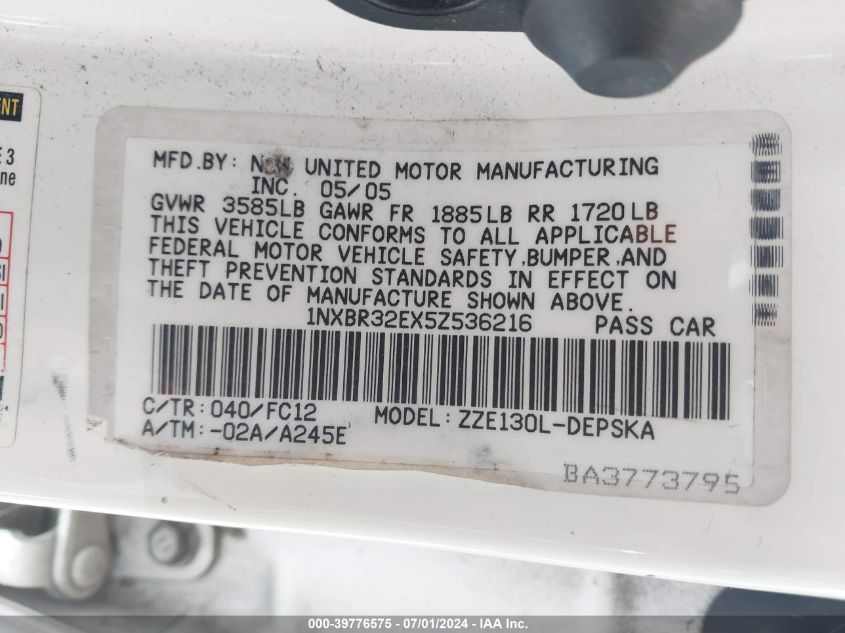 ENT
E 3
ne
MFD.BY: UNITED MOTOR MANUFACTURING
INC. 05/05
GVWR 3585LB GAWR FR 1885LB RR 1720LB
THIS VEHICLE CONFORMS TO ALL APPLICABLE
FEDERAL MOTOR VEHICLE SAFETY,BUMPER,AND
THEFT PREVENTION STANDARDS IN EFFECT ON
THE DATE OF MANUFACTURE SHOWN ABOVE.
1NXBR32EX5Z536216 PASS CAR
C/TR:040/FC12 MODEL:ZZE130L-DEPSKA
A/TM:-02A/A245E
BA3773795
000-39776575 - 07/01/2024 - IAA Inc.